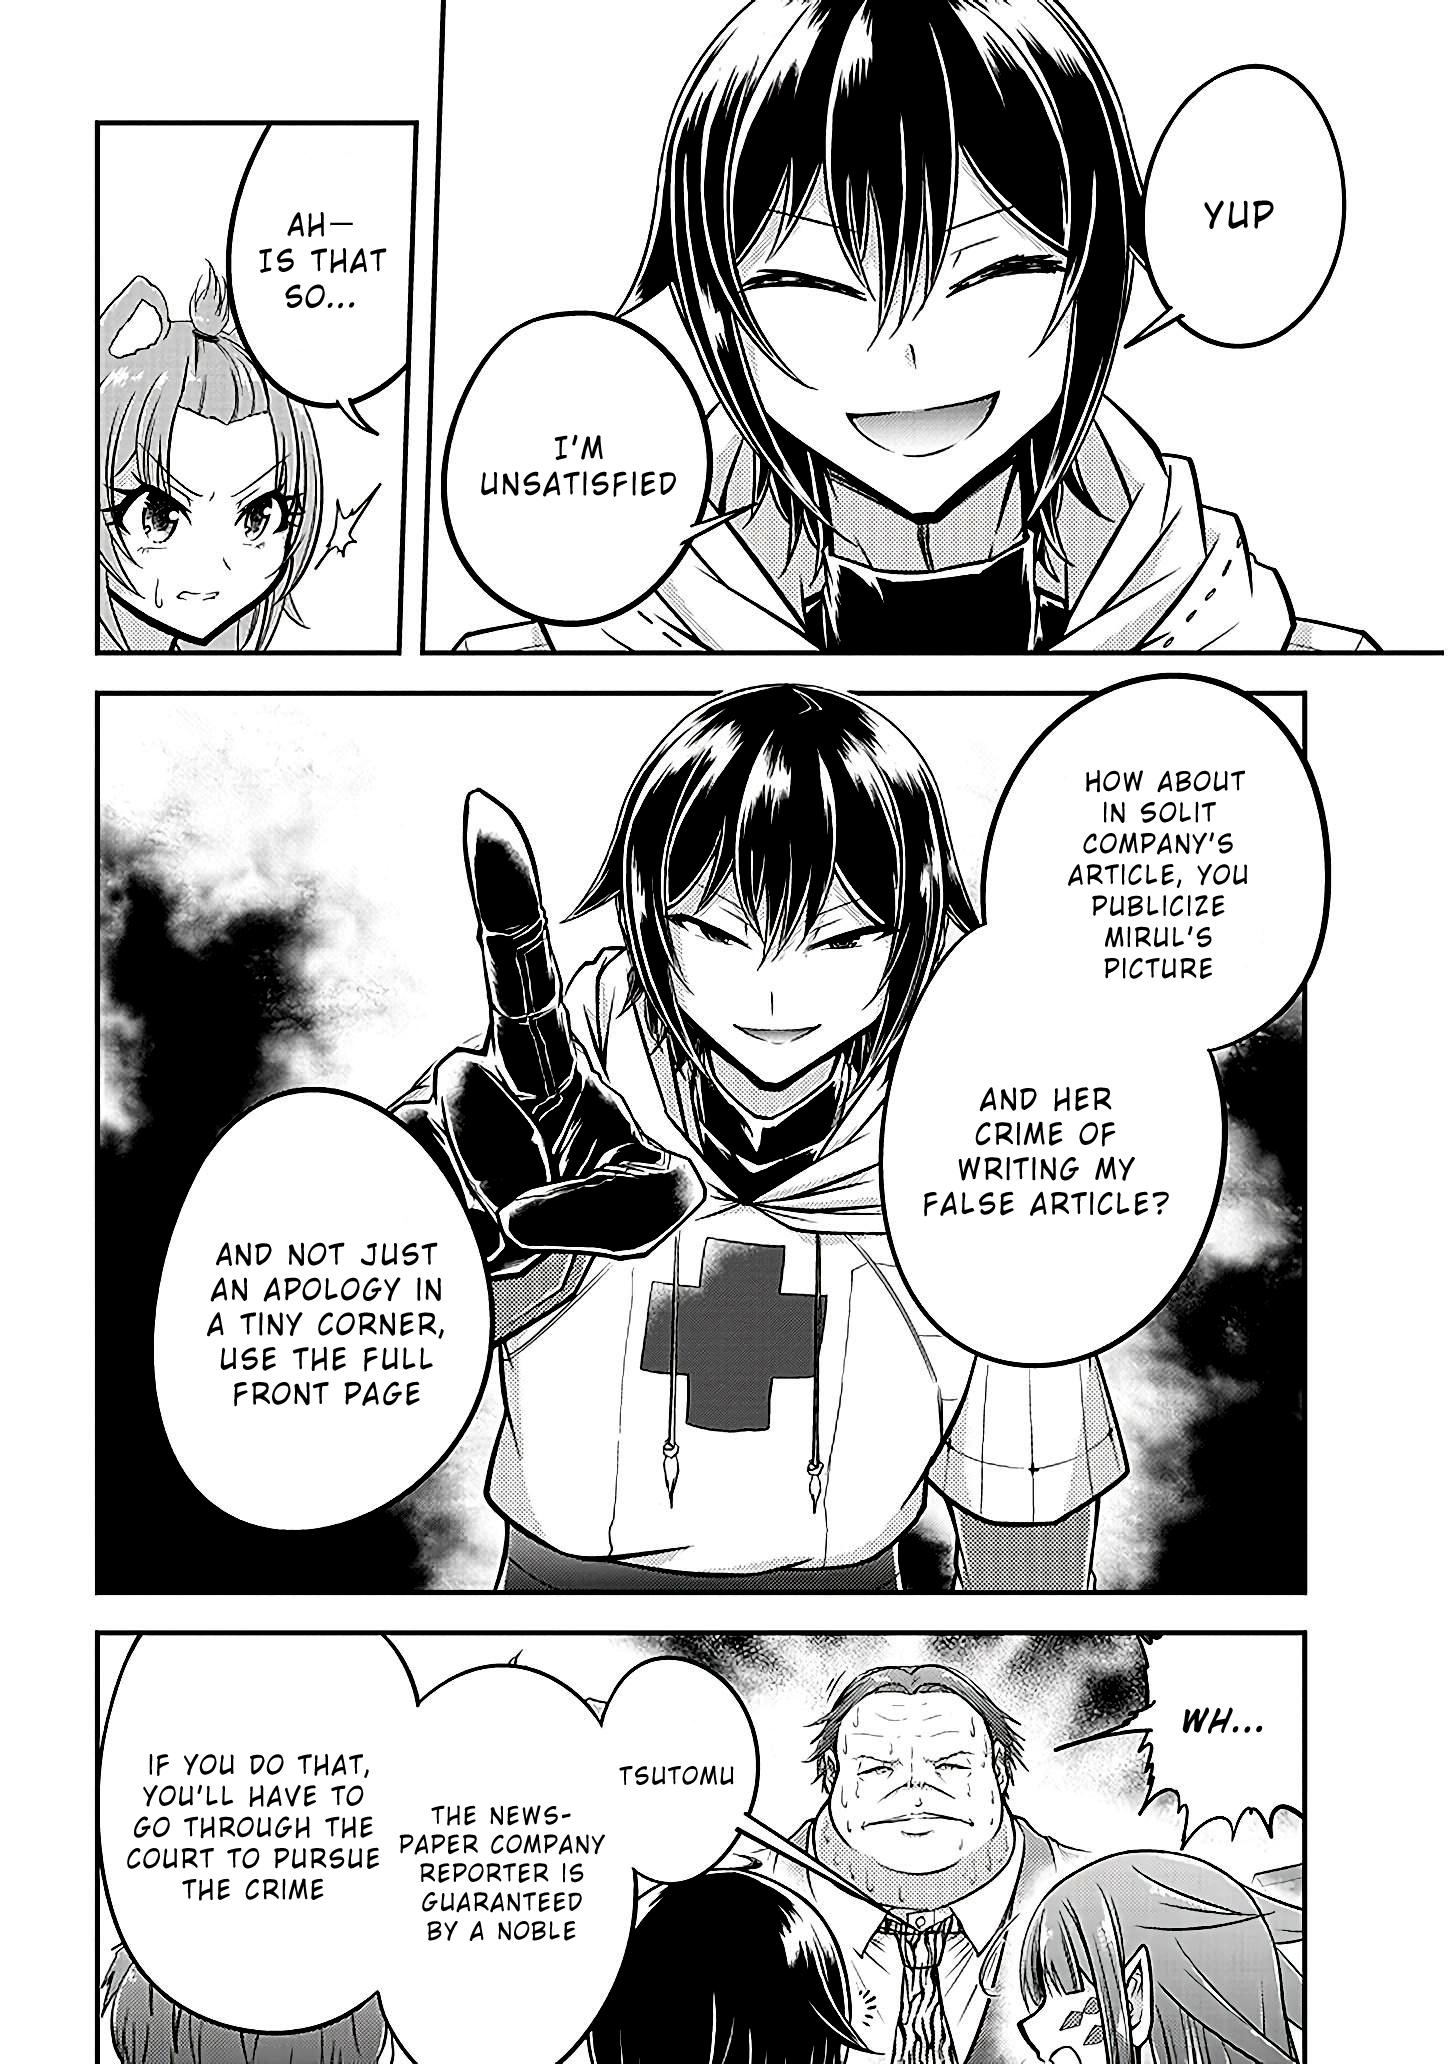 YUP
I'M
UNSATISFIED
AH—
IS THAT
SO...
HOW ABOUT
IN SOLIT
COMPANY'S
ARTICLE, YOU
PUBLICIZE
MIRUL'S
PICTURE
AND HER
CRIME OF
WRITING MY
FALSE ARTICLE?
AND NOT JUST
AN APOLOGY IN
A TINY CORNER,
USE THE FULL
FRONT PAGE
WH...
TSUTOMU
THE NEWS-
PAPER COMPANY
REPORTER IS
GUARANTEED
BY A NOBLE
IF YOU DO THAT,
YOU'LL HAVE TO
GO THROUGH THE
COURT TO PURSUE
THE CRIME